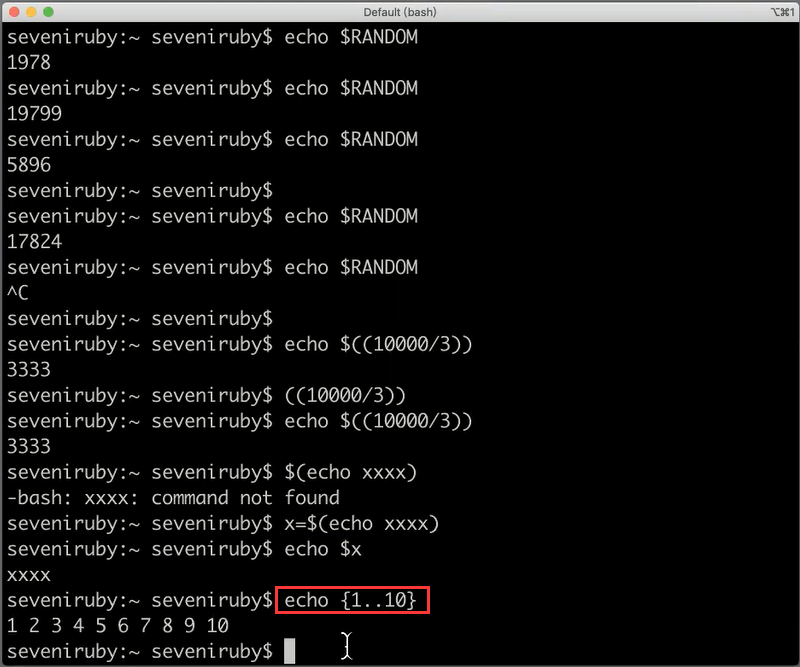 Default (bash)
⌥⌘1
seveniruby:~ seveniruby$ echo $RANDOM
1978
seveniruby:~ seveniruby$ echo $RANDOM
19799
seveniruby:~ seveniruby$ echo $RANDOM
5896
seveniruby:~ seveniruby$
seveniruby:~ seveniruby$ echo $RANDOM
17824
seveniruby:~ seveniruby$ echo $RANDOM
^C
seveniruby:~ seveniruby$
seveniruby:~ seveniruby$ echo $((10000/3))
3333
seveniruby:~ seveniruby$ ((10000/3))
seveniruby:~ seveniruby$ echo $((10000/3))
3333
seveniruby:~ seveniruby$ $(echo xxxx)
-bash: xxxx: command not found
seveniruby:~ seveniruby$ x=$(echo xxxx)
seveniruby:~ seveniruby$ echo $x
xxxx
seveniruby:~ seveniruby$ echo {1..10}
1 2 3 4 5 6 7 8 9 10
seveniruby:~ seveniruby$